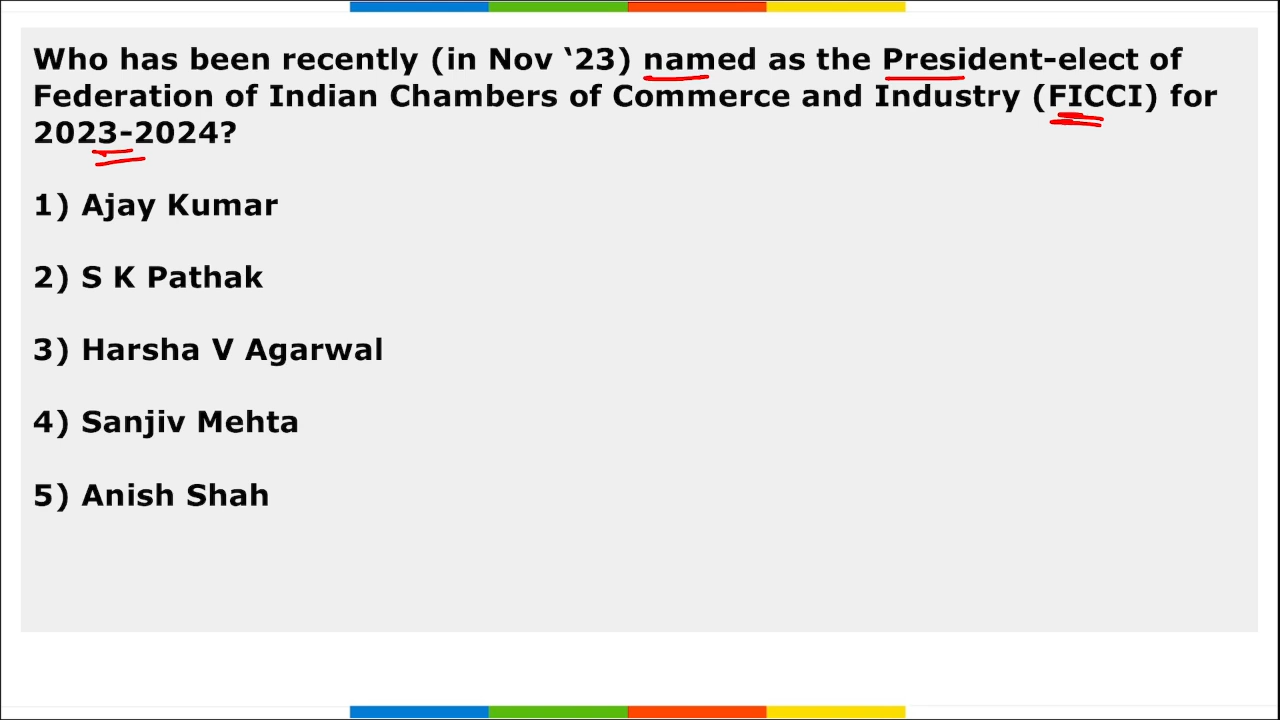 Who has been recently (in Nov ‘23) named as the President-elect of
Federation of Indian Chambers of Commerce and Industry (FICCI) for
2023-2024?
1) Ajay Kumar
2) S K Pathak
3) Harsha V Agarwal
4) Sanjiv Mehta
5) Anish Shah